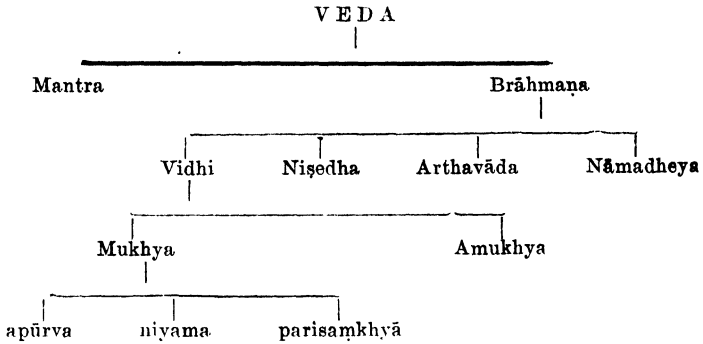 VEDA
Mantra Brāhmaṇa
Vidhi Niṣedha Arthavāda Nāmadheya
Mukhya Amukhya
apūrva niyama parisaṃkhyā